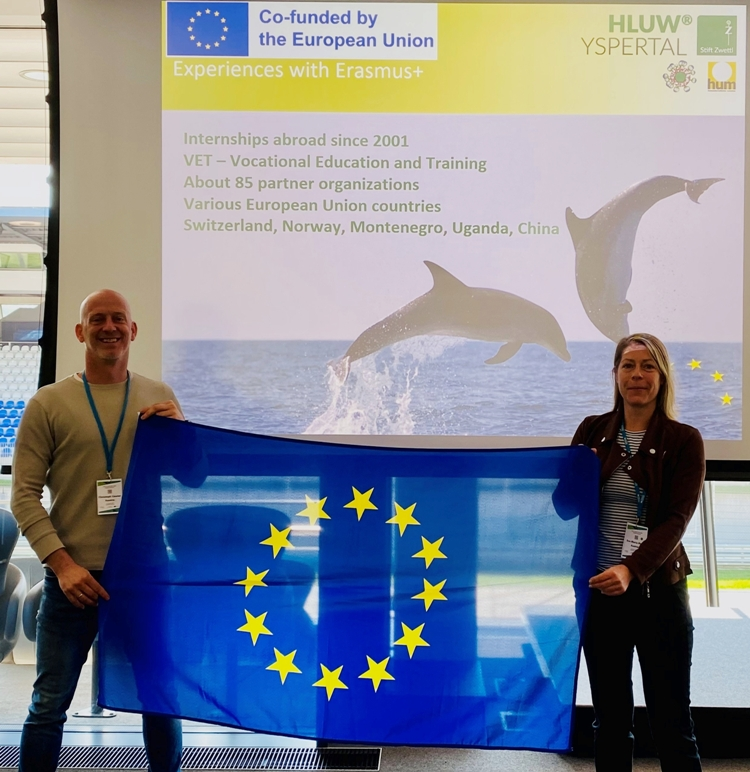 Co-funded by
the European Union
HLUW®
YSPERTAL
Stift Zwettl
hum
Experiences with Erasmus+
Internships abroad since 2001
VET – Vocational Education and Training
About 85 partner organizations
Various European Union countries
Switzerland, Norway, Montenegro, Uganda, China